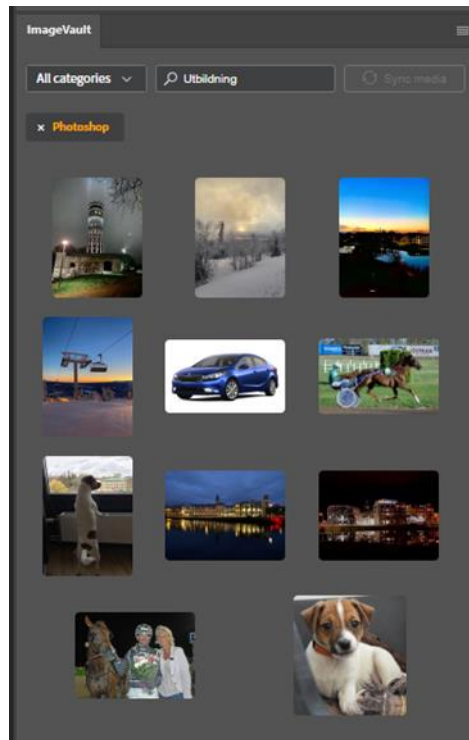 ImageVault
All categories
Utbildning
Sync media
× Photoshop